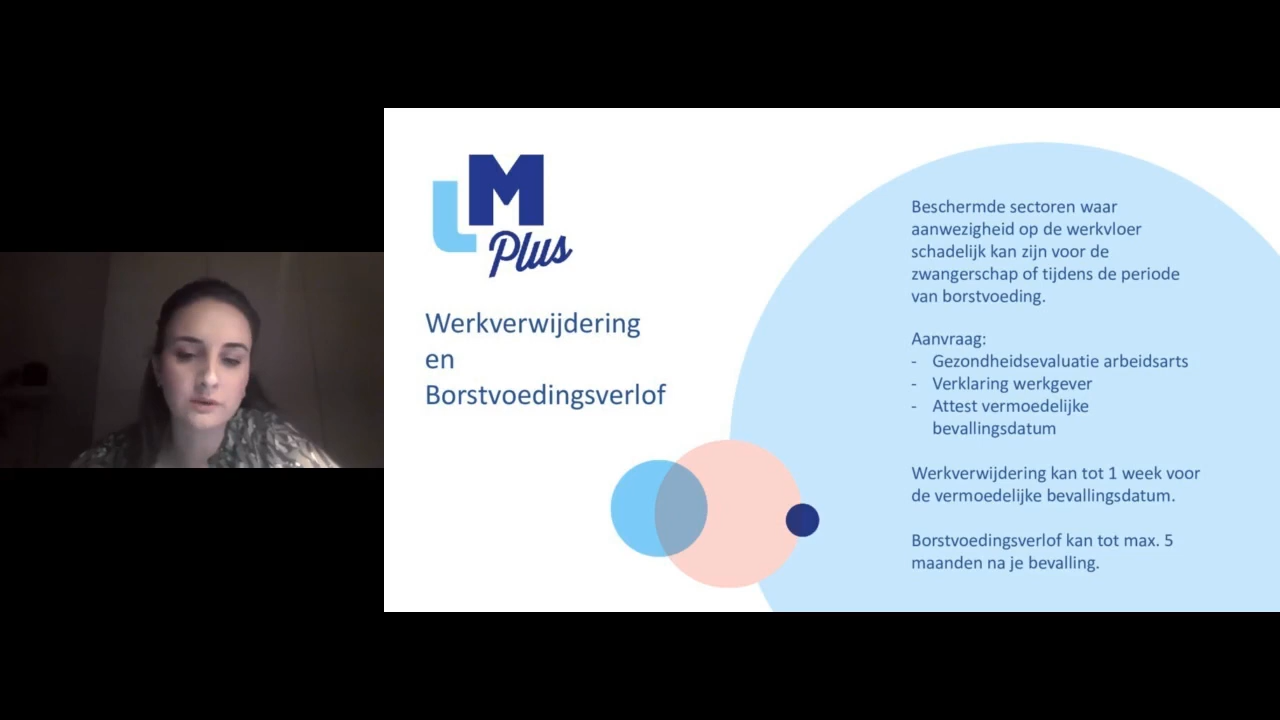 LM
Plus
Werkverwijdering
en
Borstvoedingsverlof
Beschermde sectoren waar
aanwezigheid op de werkvloer
schadelijk kan zijn voor de
zwangerschap of tijdens de periode
van borstvoeding.
Aanvraag:
- Gezondheidsevaluatie arbeidsarts
- Verklaring werkgever
- Attest vermoedelijke
bevallingsdatum
Werkverwijdering kan tot 1 week voor
de vermoedelijke bevallingsdatum.
Borstvoedingsverlof kan tot max. 5
maanden na je bevalling.